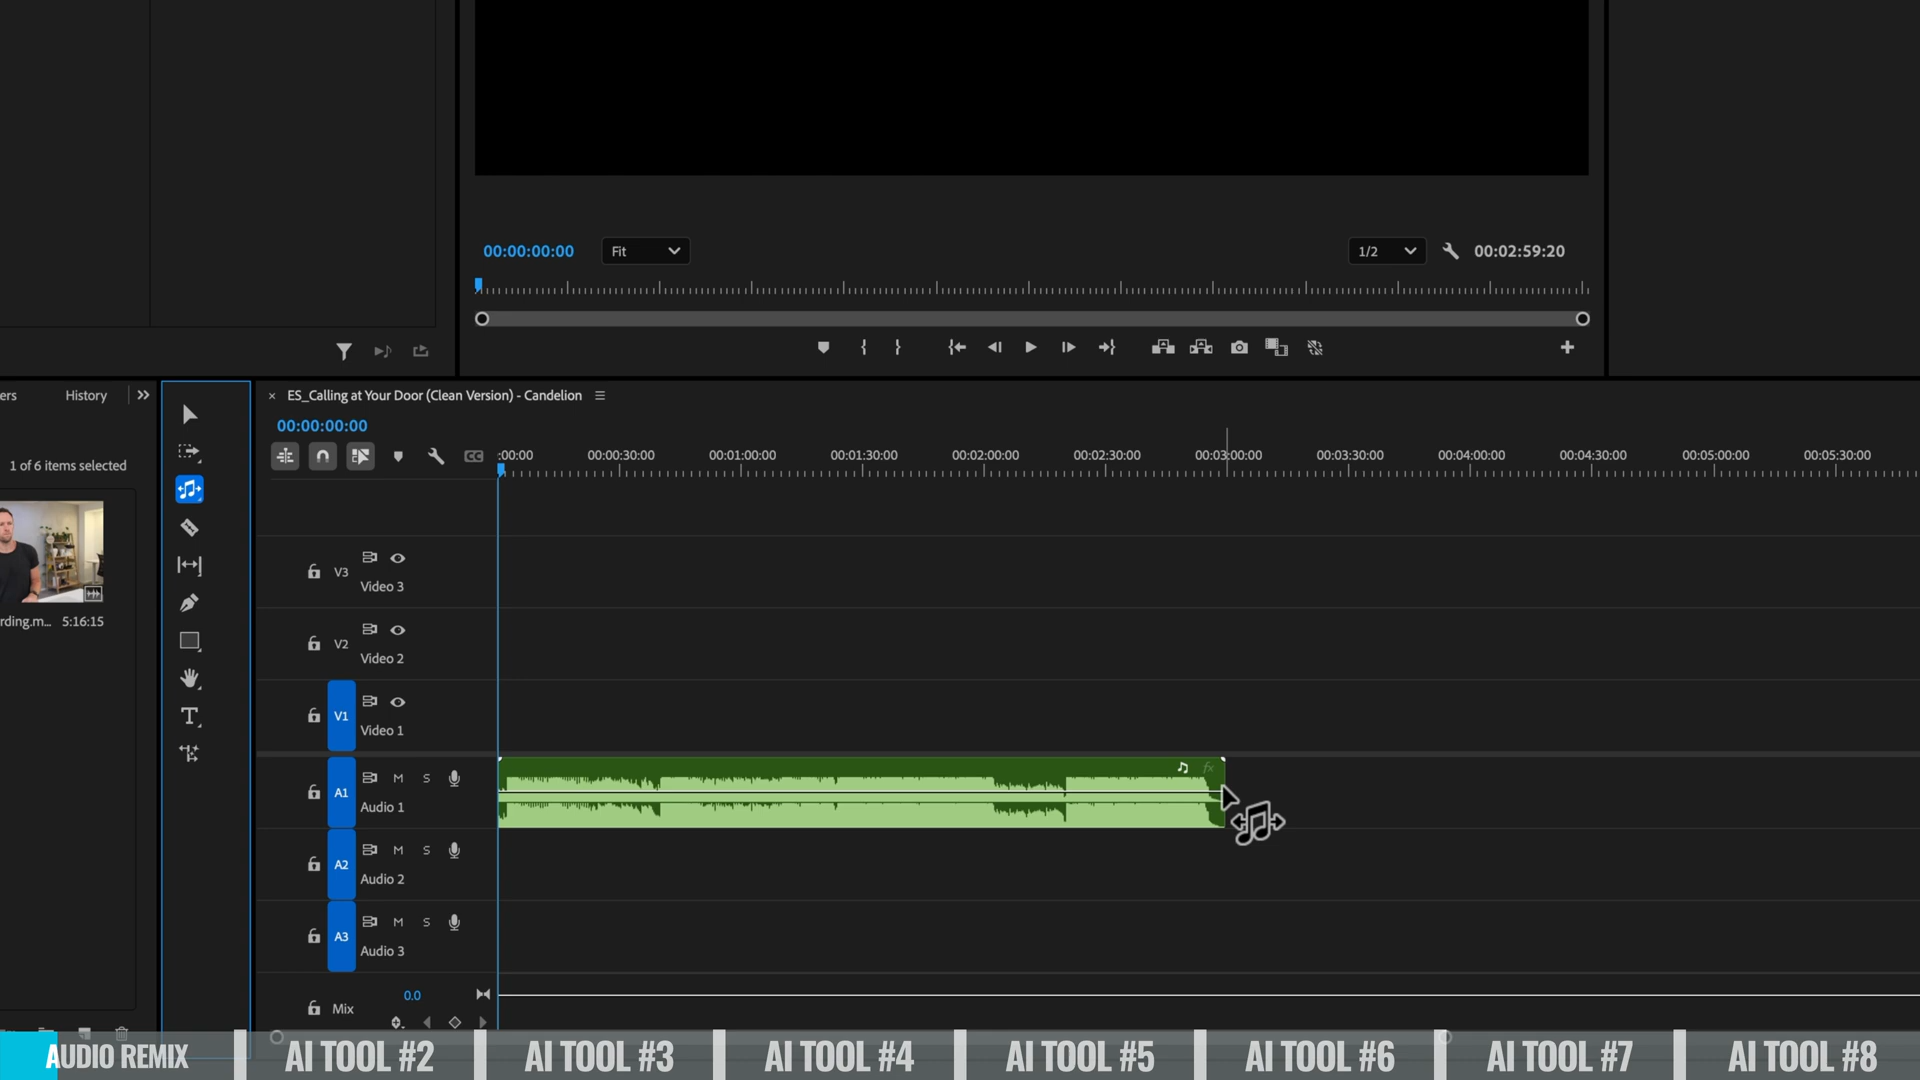 00:00:00:00
Fit
1/2
00:02:59:20
ers
History
ES_Calling at Your Door (Clean Version) - Candelion
00:00:00:00
CC
:00:00
00:00:30:00
00:01:00:00
00:01:30:00
00:02:00:00
00:02:30:00
00:03:00:00
00:03:30:00
00:04:00:00
00:04:30:00
00:05:00:00
00:05:30:00
1 of 6 items selected
rding.m... 5:16:15
V3
Video 3
V2
Video 2
V1
Video 1
A1
M
S
Audio 1
fx
A2
M
S
Audio 2
A3
M
S
Audio 3
Mix
0.0
AUDIO REMIX
AI TOOL #2
AI TOOL #3
AI TOOL #4
AI TOOL #5
AI TOOL #6
AI TOOL #7
AI TOOL #8